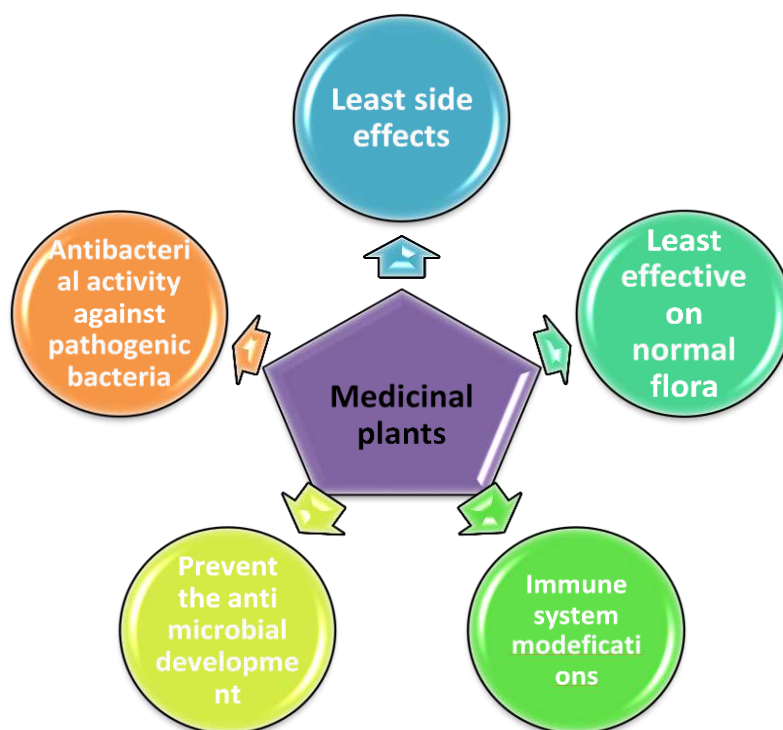 Least side
effects
Antibacteri
al activity
against
pathogenic
bacteria
Least
effective
on
normal
flora
Medicinal
plants
Prevent
the anti
microbial
developme
nt
Immune
system
modeficati
ons